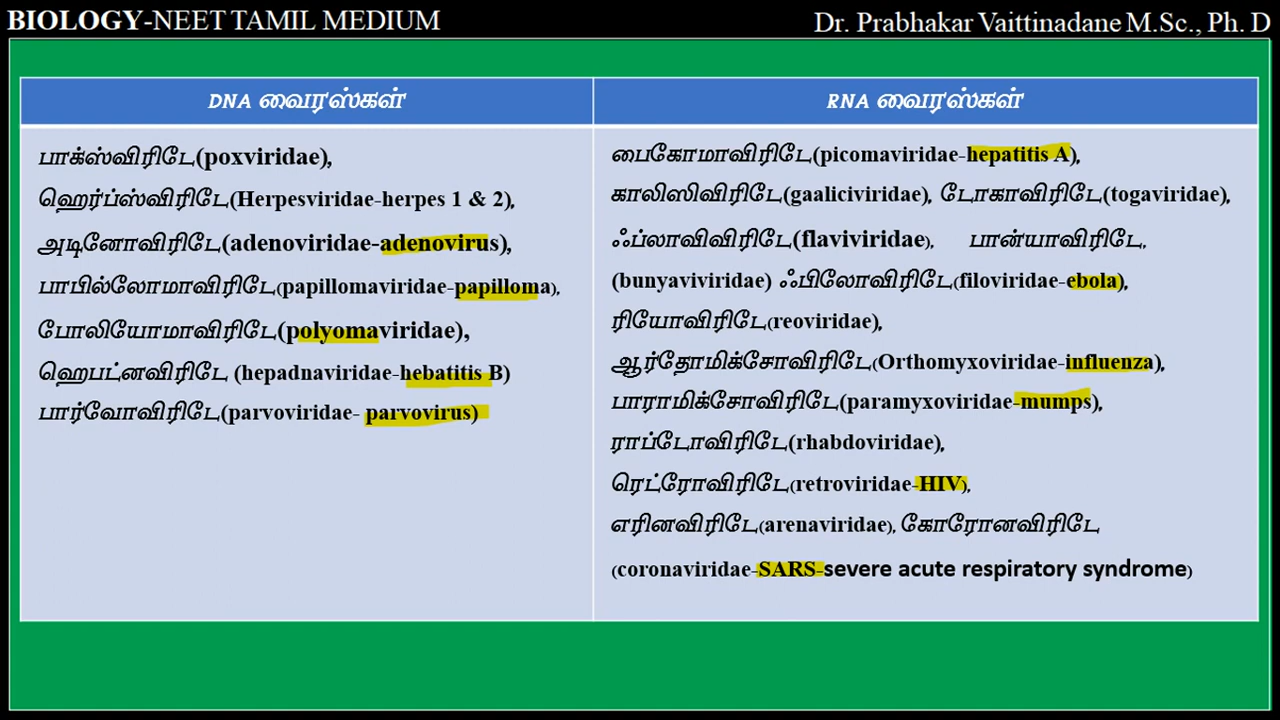 BIOLOGY-NEET TAMIL MEDIUM
Dr. Prabhakar Vaittinadane M.Sc., Ph. D
DNA வைரஸ்கள்
பாக்ஸ்விரிடே(poxviridae),
ஹெர்ப்ஸ்விரிடே(Herpesviridae-herpes 1 & 2),
அடினோவிரிடே(adenoviridae-adenovirus),
பாபில்லோமாவிரிடே(papillomaviridae-papilloma),
போலியோமாவிரிடே(polyomaviridae),
ஹெபட்னவிரிடே (hepadnaviridae-hebatitis B)
பார்வோவிரிடே(parvoviridae- parvovirus)
RNA வைரஸ்கள்
பைகோமாவிரிடே(picomaviridae-hepatitis A),
காலிஸிவிரிடே(gaaliciviridae), டோகாவிரிடே(togaviridae),
ஃப்லாவிவிரிடே(flaviviridae), பான்யாவிரிடே,
(bunyaviviridae) ஃபிலோவிரிடே(filoviridae-ebola),
ரியோவிரிடே(reoviridae),
ஆர்தோமிக்சோவிரிடே(Orthomyxoviridae-influenza),
பாராமிக்சோவிரிடே(paramyxoviridae-mumps),
ராப்டோவிரிடே(rhabdoviridae),
ரெட்ரோவிரிடே(retroviridae-HIV),
எரினவிரிடே(arenaviridae), கோரோனவிரிடே
(coronaviridae-SARS-severe acute respiratory syndrome)